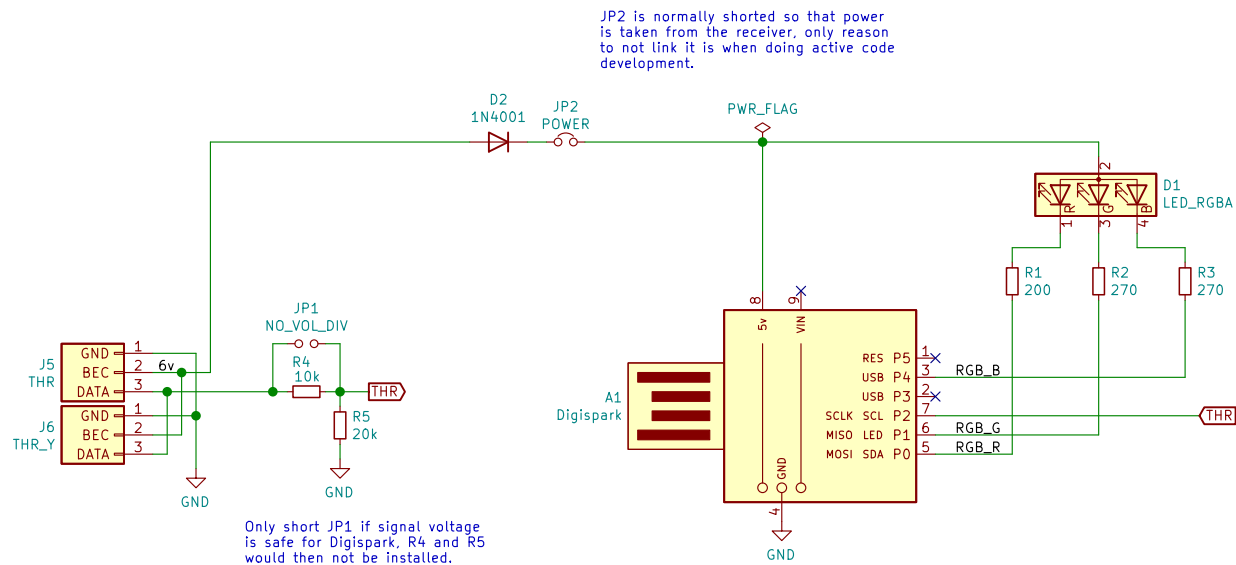 JP2 is normally shorted so that power
is taken from the receiver, only reason
to not link it is when doing active code
development.
D2
1N4001
JP2
POWER
PWR_FLAG
2
D1
LED_RGBA
R
G
B
1
3
4
R1
200
R2
270
R3
270
JP1
NO_VOL_DIV
R4
10k
THR
R5
20k
GND
J5
THR
GND 1
BEC 2
DATA 3
6v
J6
THR_Y
GND 1
BEC 2
DATA 3
GND
8
9
5v
VIN
A1
Digispark
RES P5 1
USB P4 3
RGB_B
USB P3 2
SCLK SCL P2 7
THR
MISO LED P1 6
RGB_G
MOSI SDA P0 5
RGB_R
GND
4
GND
Only short JP1 if signal voltage
is safe for Digispark, R4 and R5
would then not be installed.